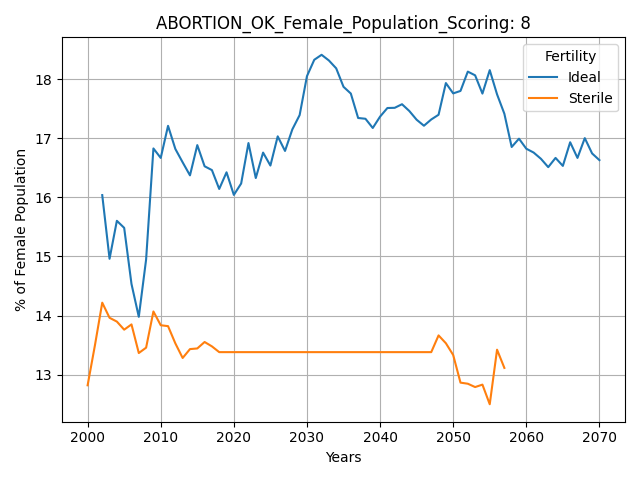 ABORTION_OK_Female_Population_Scoring: 8
Fertility
Ideal
Sterile
% of Female Population
18
17
16
15
14
13
2000 2010 2020 2030 2040 2050 2060 2070
Years